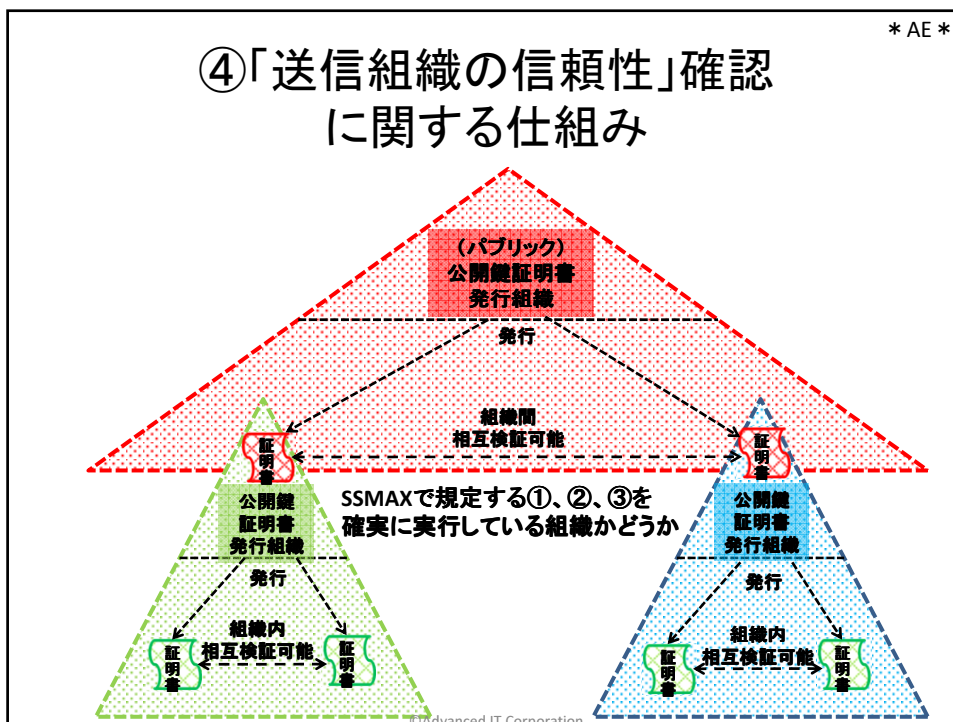 ＊AE＊
④「送信組織の信頼性」確認
に関する仕組み
（パブリック）
公開鍵証明書
発行組織
発行
組織間
相互検証可能
証明書
証明書
SSMAXで規定する①、②、③を
確実に実行している組織かどうか
公開鍵
証明書
発行組織
発行
組織内
相互検証可能
証明書
証明書
公開鍵
証明書
発行組織
発行
組織内
相互検証可能
証明書
証明書
©Advanced IT Corporation